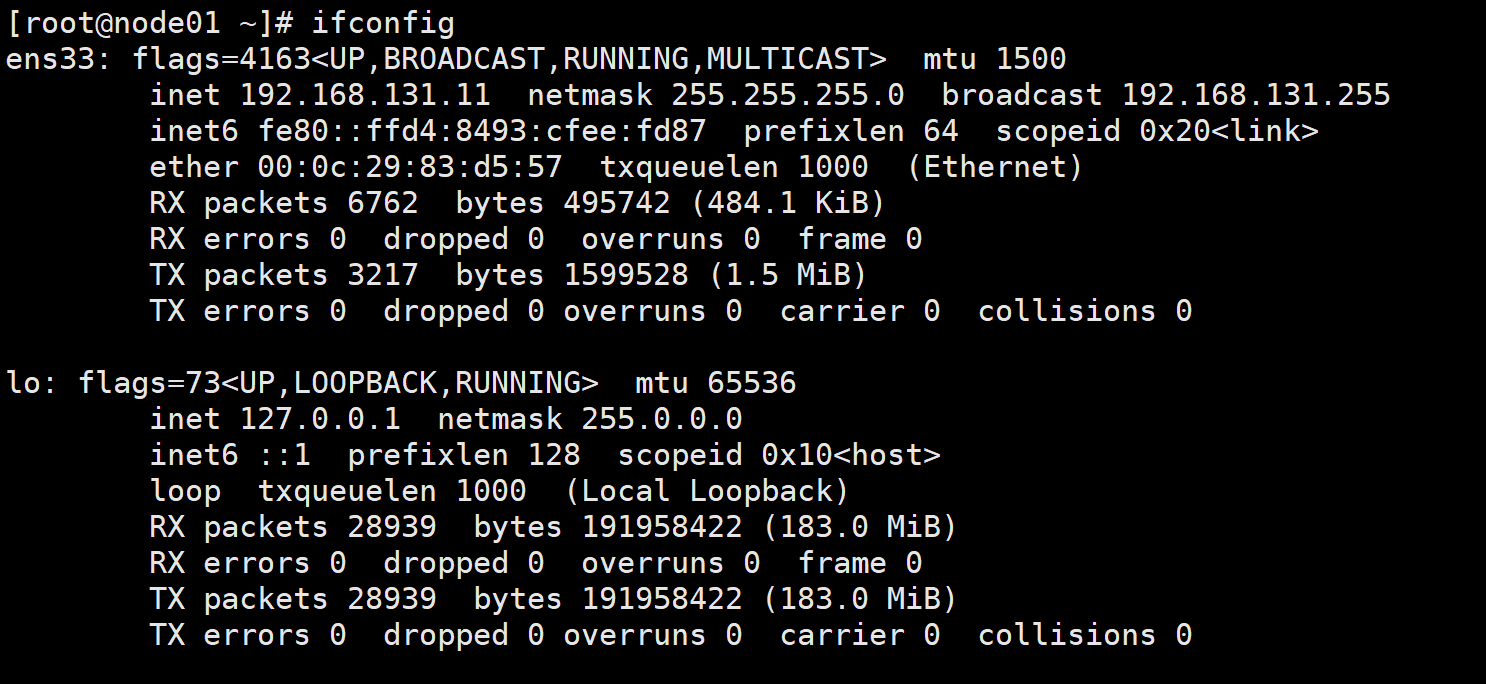 [root@node01 ~]# ifconfig
ens33: flags=4163<UP,BROADCAST,RUNNING,MULTICAST>  mtu 1500
        inet 192.168.131.11  netmask 255.255.255.0  broadcast 192.168.131.255
        inet6 fe80::ffd4:8493:cfee:fd87  prefixlen 64  scopeid 0x20<link>
        ether 00:0c:29:83:d5:57  txqueuelen 1000  (Ethernet)
        RX packets 6762  bytes 495742 (484.1 KiB)
        RX errors 0  dropped 0  overruns 0  frame 0
        TX packets 3217  bytes 1599528 (1.5 MiB)
        TX errors 0  dropped 0 overruns 0  carrier 0  collisions 0

lo: flags=73<UP,LOOPBACK,RUNNING>  mtu 65536
        inet 127.0.0.1  netmask 255.0.0.0
        inet6 ::1  prefixlen 128  scopeid 0x10<host>
        loop  txqueuelen 1000  (Local Loopback)
        RX packets 28939  bytes 191958422 (183.0 MiB)
        RX errors 0  dropped 0  overruns 0  frame 0
        TX packets 28939  bytes 191958422 (183.0 MiB)
        TX errors 0  dropped 0 overruns 0  carrier 0  collisions 0